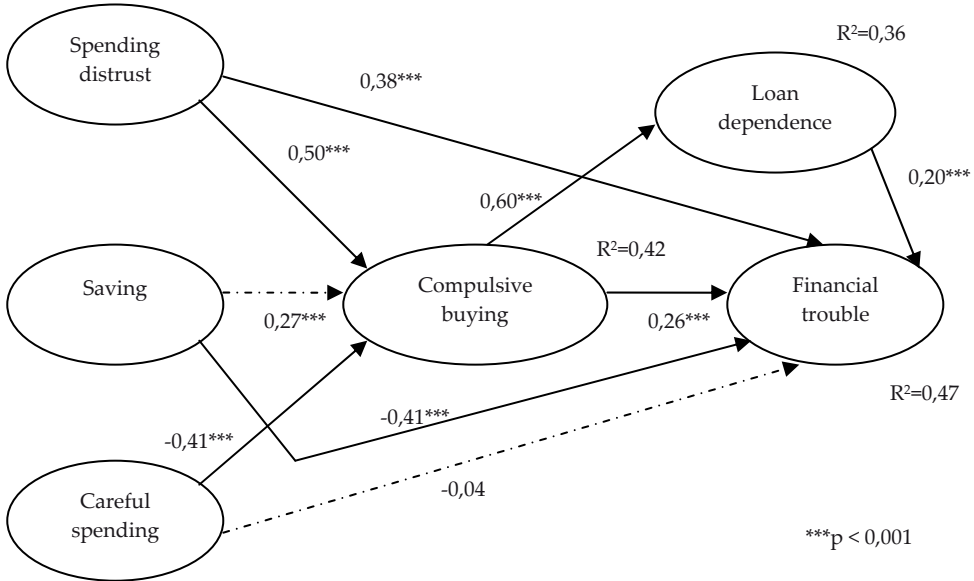 Spending
distrust
R²=0,36
0,38***
Loan
dependence
0,50***
0,20***
0,60***
R²=0,42
Saving
Compulsive
buying
Financial
trouble
0,27***
0,26***
R²=0,47
-0,41***
-0,41***
-0,04
Careful
spending
***p < 0,001